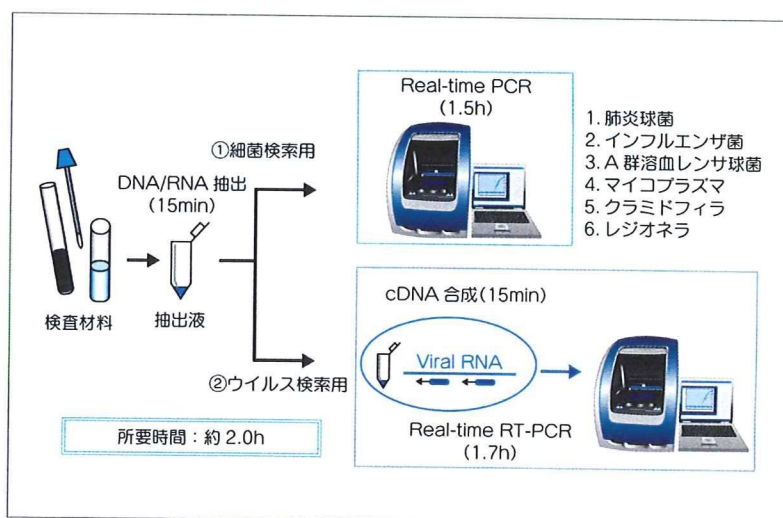 Real-time PCR
(1.5h)
①細菌検索用
DNA/RNA 抽出
(15min)
1. 肺炎球菌
2. インフルエンザ菌
3. A 群溶血レンサ球菌
4. マイコプラズマ
5. クラミドフィラ
6. レジオネラ
検査材料
抽出液
②ウイルス検索用
cDNA 合成(15min)
Viral RNA
Real-time RT-PCR
(1.7h)
所要時間：約 2.0h